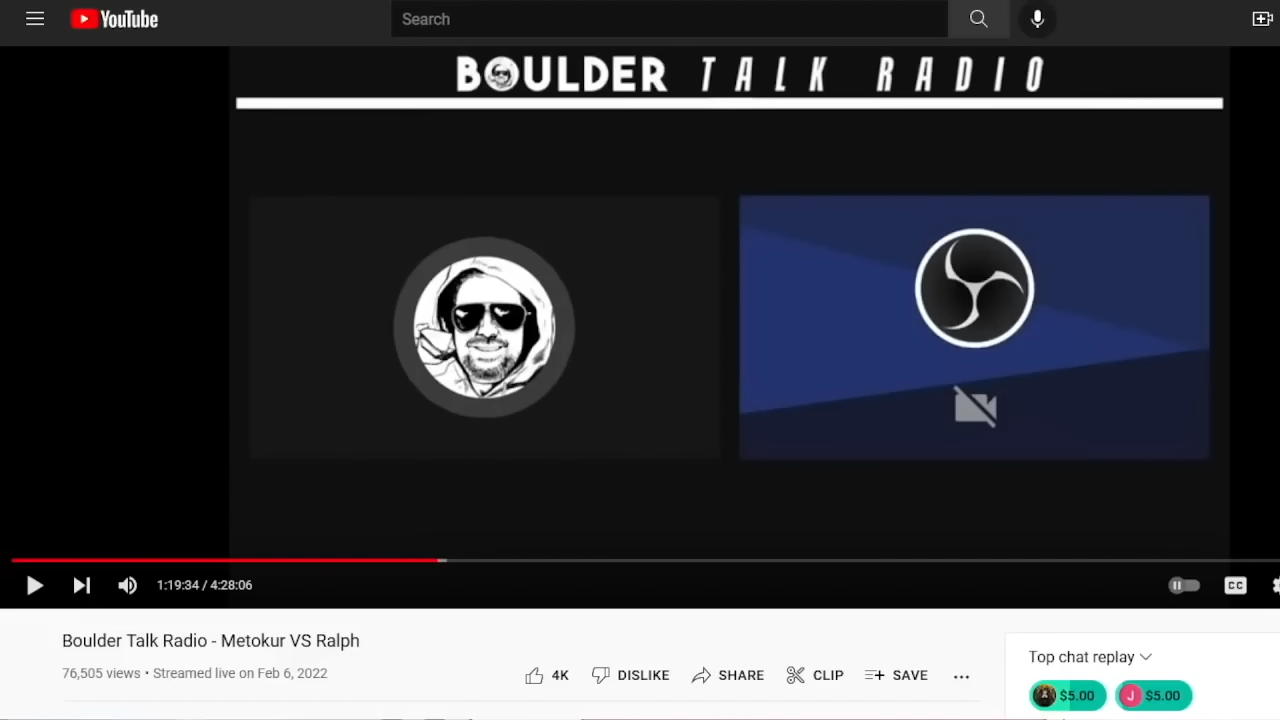 YouTube
Search
BOULDER TALK RADIO
1:19:34 / 4:28:06
CC
Boulder Talk Radio - Metokur VS Ralph
76,505 views • Streamed live on Feb 6, 2022
4K
DISLIKE
SHARE
CLIP
SAVE
Top chat replay
$5.00
J $5.00